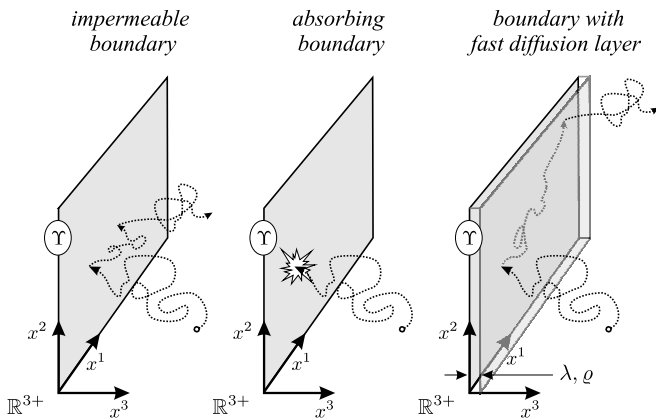 impermeable
boundary
absorbing
boundary
boundary with
fast diffusion layer
ϒ
x²
x¹
ℝ³⁺
x³
ϒ
x²
x¹
ℝ³⁺
x³
ϒ
x²
x¹
λ, ϱ
ℝ³⁺
x³